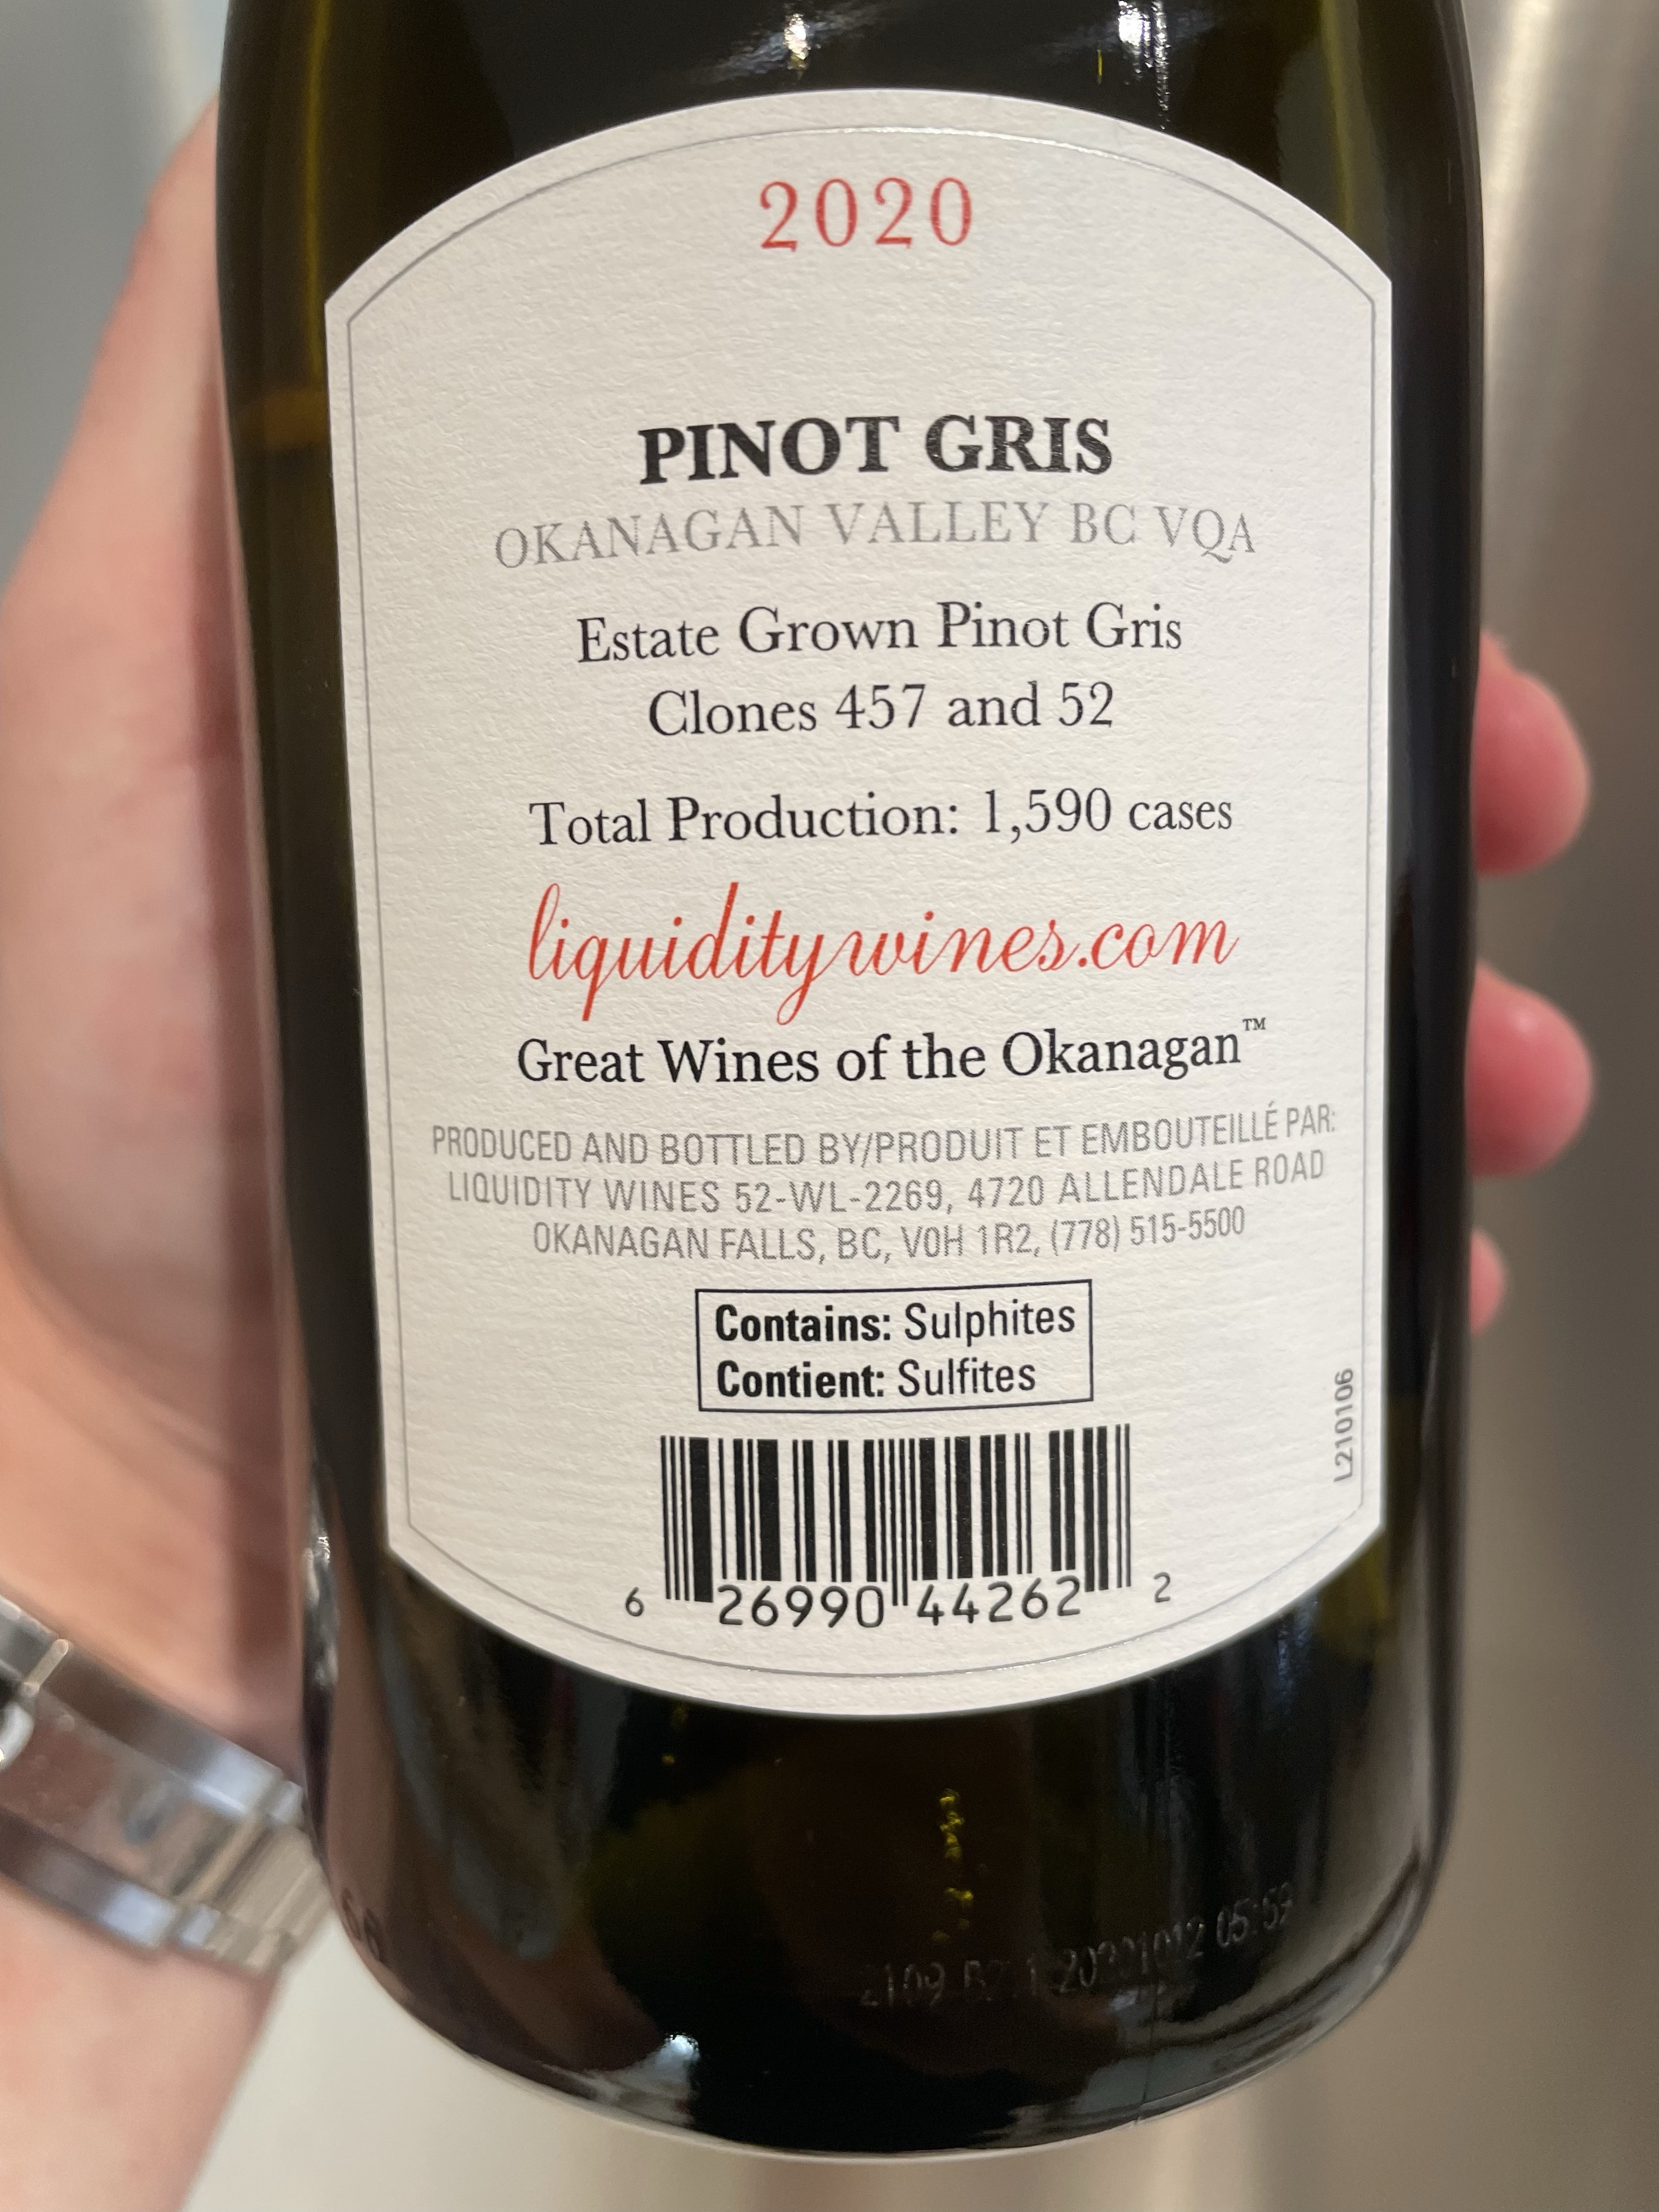 2020
PINOT GRIS
OKANAGAN VALLEY BC VQA
Estate Grown Pinot Gris
Clones 457 and 52
Total Production: 1,590 cases
liquiditywines.com
Great Wines of the Okanagan™
PRODUCED AND BOTTLED BY/PRODUIT ET EMBOUTEILLÉ PAR:
LIQUIDITY WINES 52-WL-2269, 4720 ALLENDALE ROAD
OKANAGAN FALLS, BC, V0H 1R2, (778) 515-5500
Contains: Sulphites
Contient: Sulfites
L210106
6 26990 44262 2
05:59